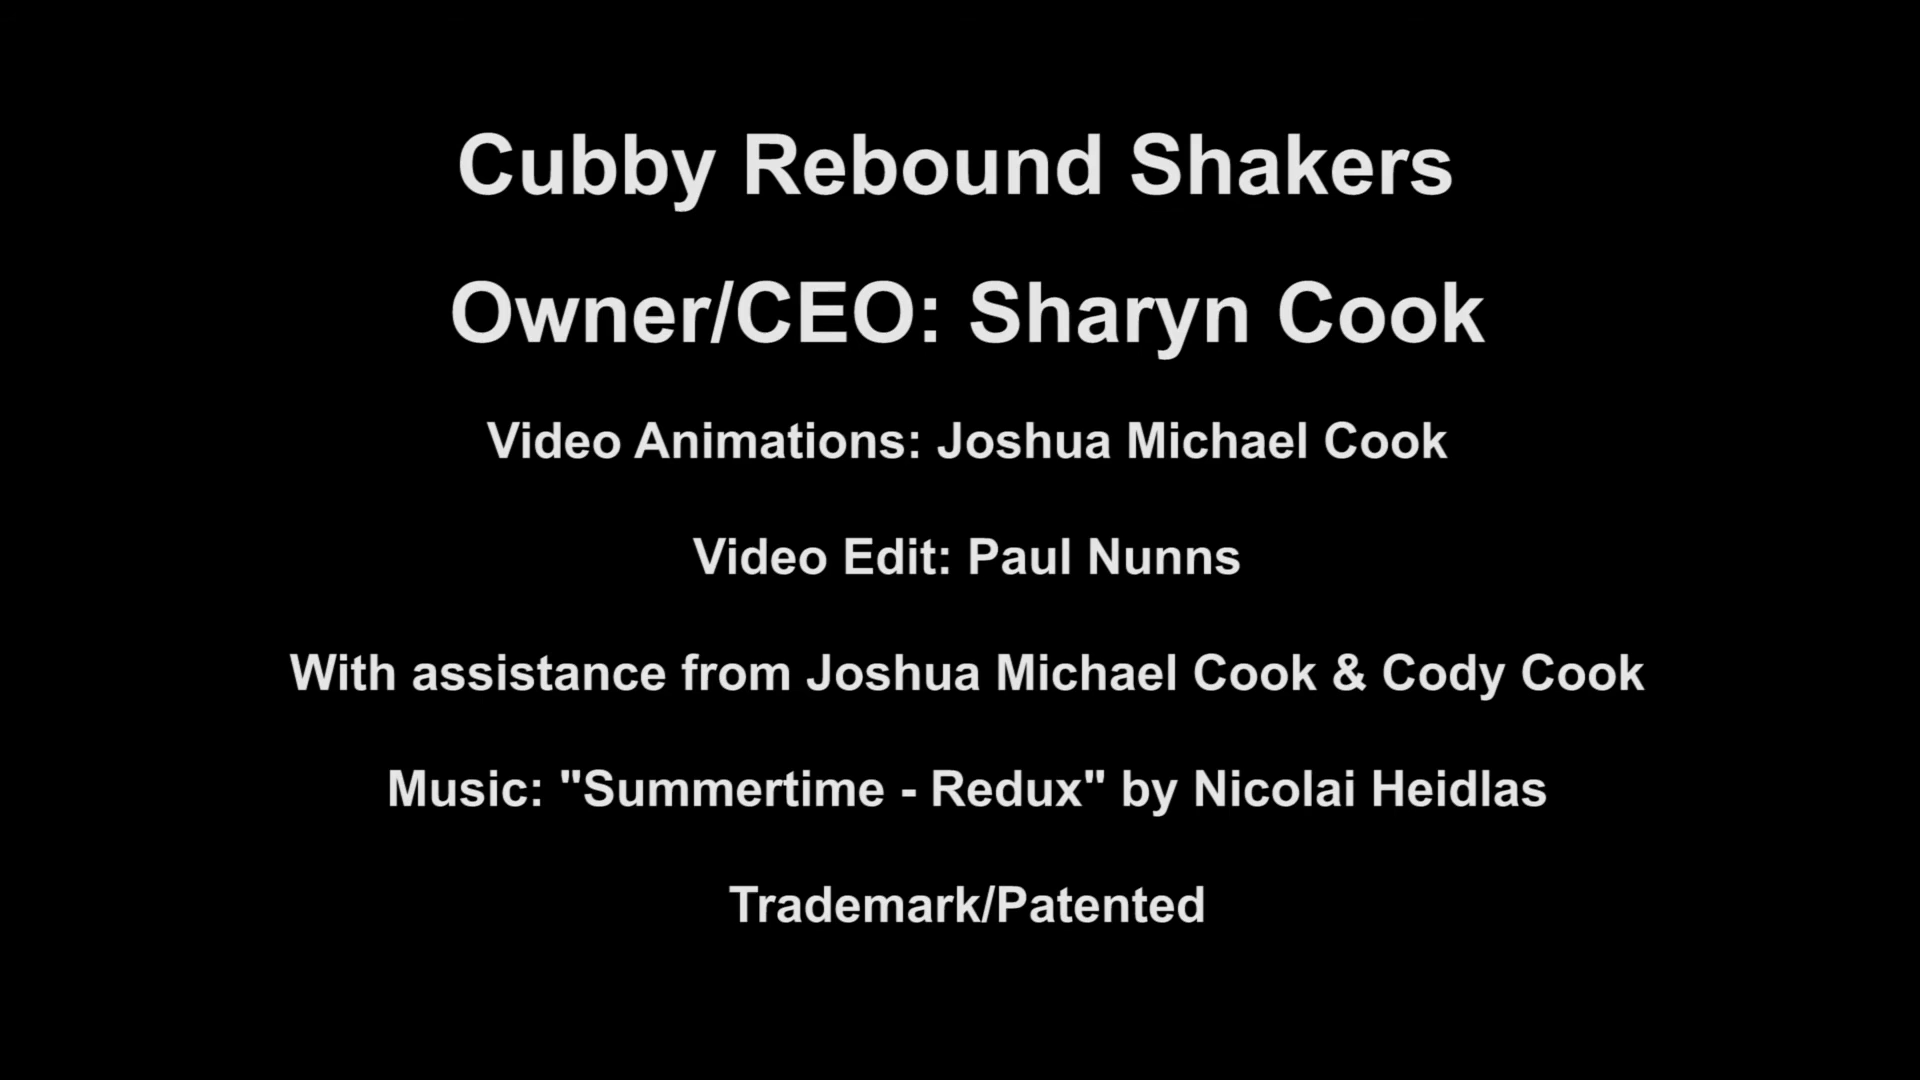 Cubby Rebound Shakers
Owner/CEO: Sharyn Cook
Video Animations: Joshua Michael Cook
Video Edit: Paul Nunns
With assistance from Joshua Michael Cook & Cody Cook
Music: "Summertime - Redux" by Nicolai Heidlas
Trademark/Patented